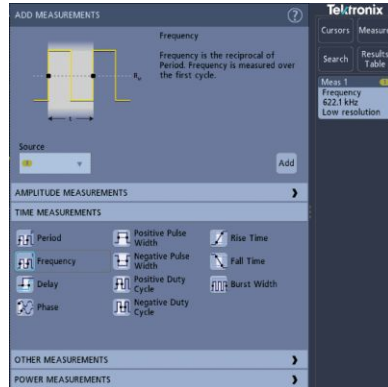 ADD MEASUREMENTS
?
Tektronix
Frequency
Frequency is the reciprocal of
Period. Frequency is measured over
the first cycle.
Cursors
Measure
Search
Results
Table
Meas 1
Frequency
622.1 kHz
Low resolution
Source
Add
AMPLITUDE MEASUREMENTS
TIME MEASUREMENTS
Period
Positive Pulse
Width
Rise Time
Frequency
Negative Pulse
Width
Fall Time
Delay
Positive Duty
Cycle
Burst Width
Phase
Negative Duty
Cycle
OTHER MEASUREMENTS
POWER MEASUREMENTS